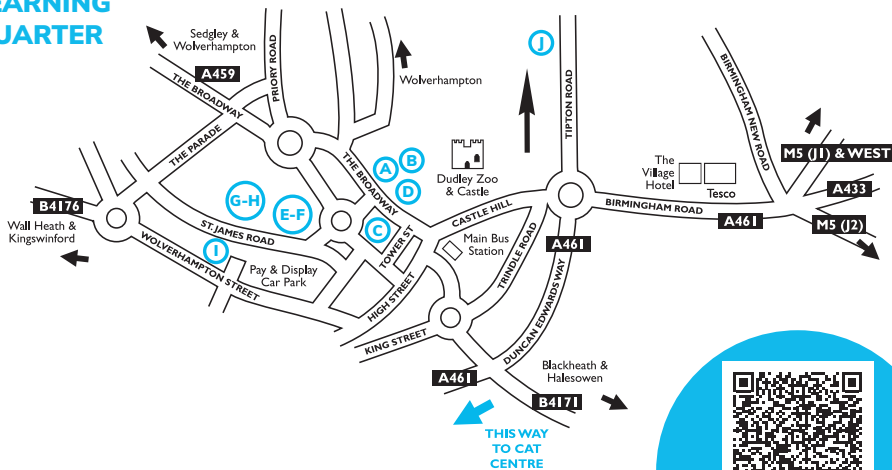 Sedgley &
Wolverhampton
A459
THE BROADWAY
PRIORY ROAD
THE PARADE
Wolverhampton
J
TIPTON ROAD
BIRMINGHAM NEW ROAD
M5 (J1) & WEST
A433
M5 (J2)
The
Village
Hotel
Tesco
BIRMINGHAM ROAD
A461
A
B
D
THE BROADWAY
Dudley Zoo
& Castle
CASTLE HILL
G-H
E-F
C
TOWER ST
Main Bus
Station
TRINDLE ROAD
A461
DUNCAN EDWARDS WAY
B4176
Wall Heath &
Kingswinford
ST. JAMES ROAD
I
Pay & Display
Car Park
WOLVERHAMPTON STREET
HIGH STREET
KING STREET
A461
Blackheath &
Halesowen
B4171
THIS WAY
TO CAT
CENTRE